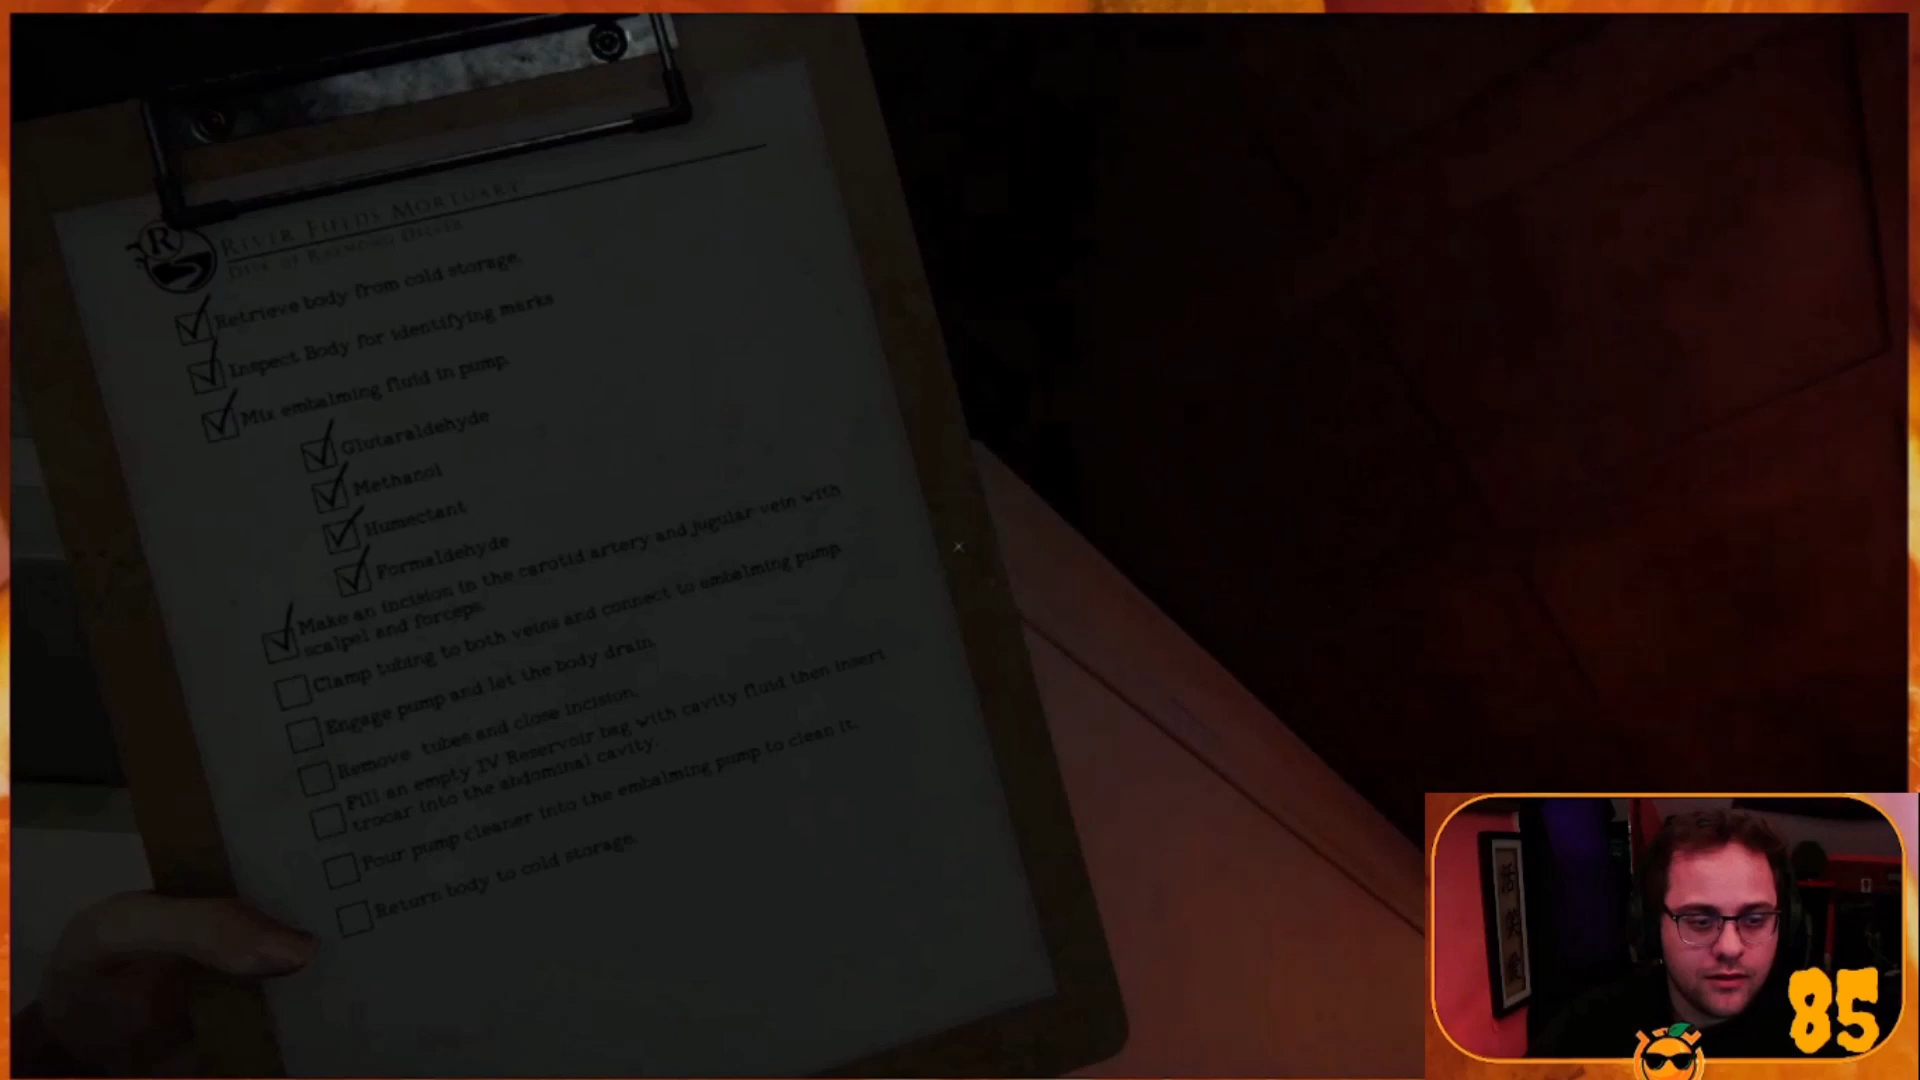 R
RIVER FIELDS MORTUARY
Retrieve body from cold storage.
Inspect Body for identifying marks
Mix embalming fluid in pump.
Glutaraldehyde
Methanol
Humectant
Formaldehyde
Make an incision in the carotid artery and jugular vein with
scalpel and forceps.
Clamp tubing to both veins and connect to embalming pump
Engage pump and let the body drain.
Remove tubes and close incision.
Fill an empty IV Reservoir bag with cavity fluid then insert
trocar into the abdominal cavity.
Pour pump cleaner into the embalming pump to clean it.
Return body to cold storage.
85